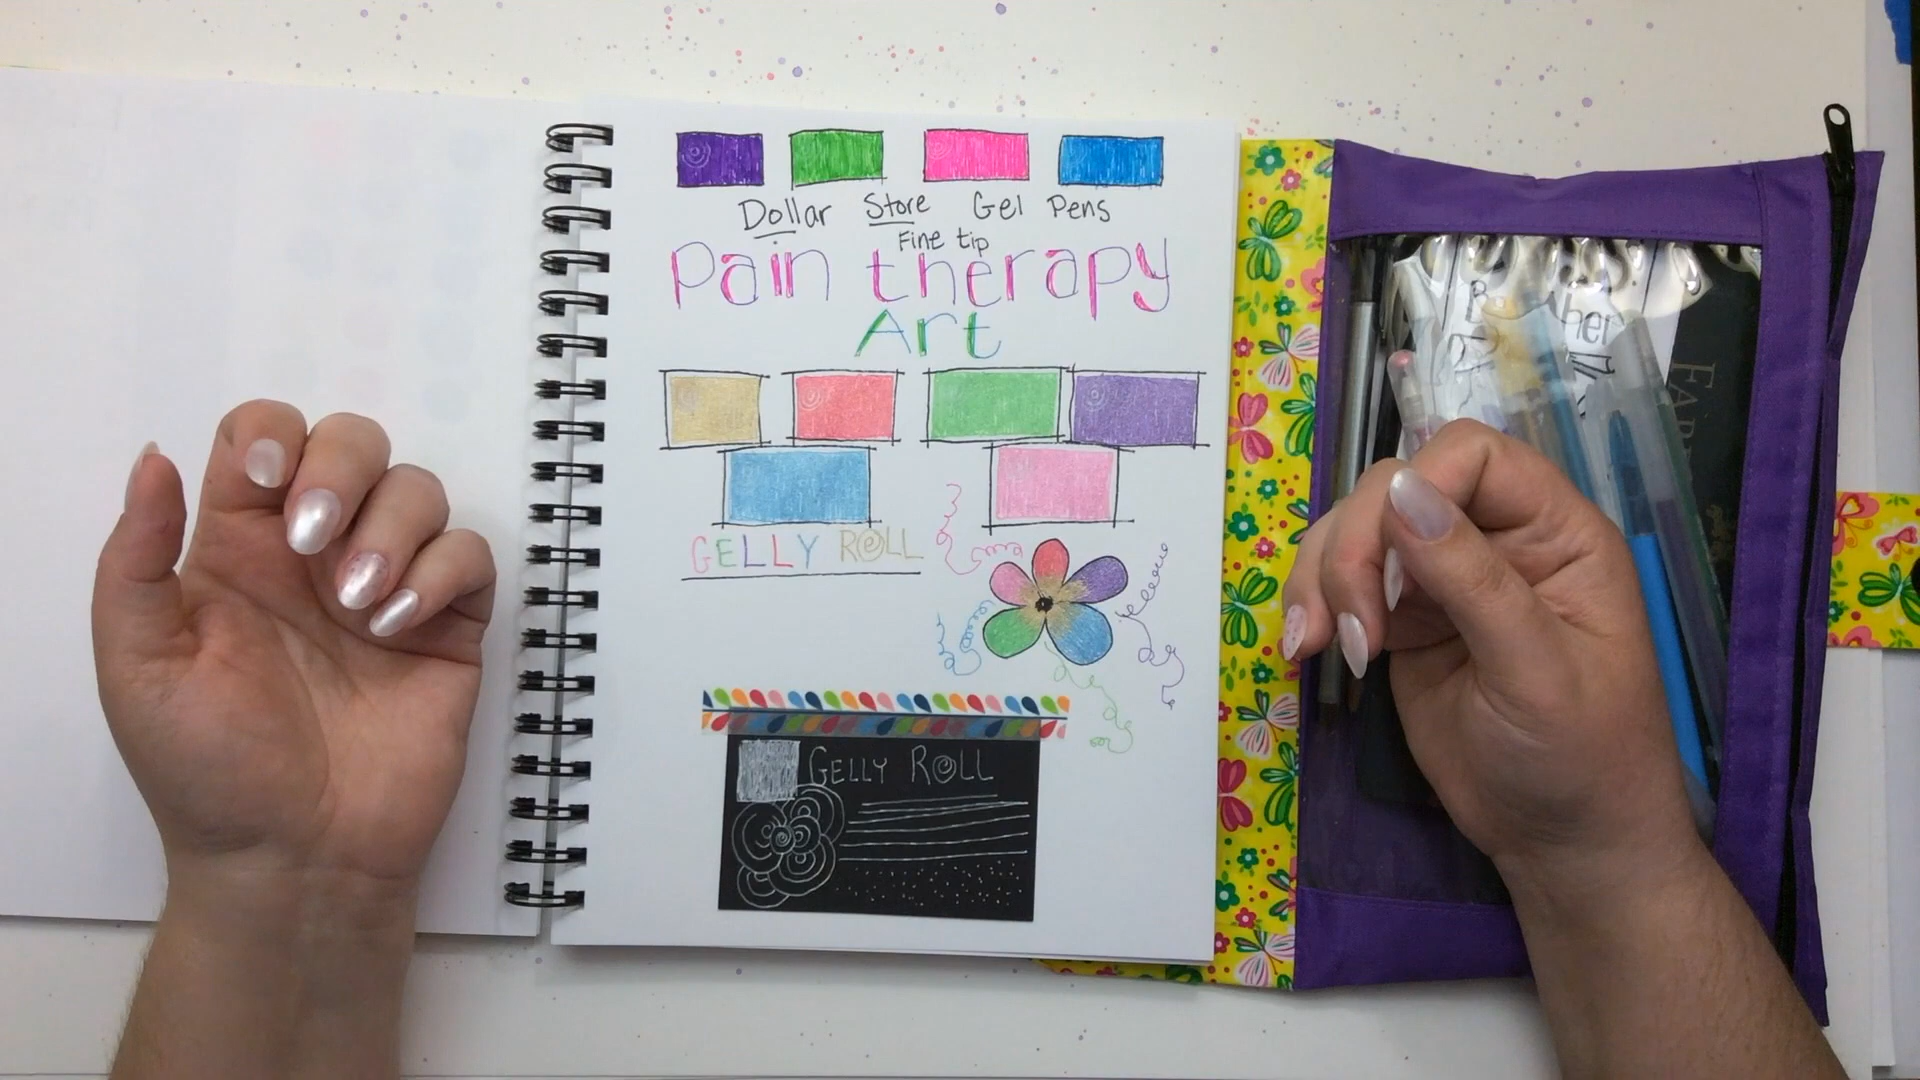 Dollar Store Gel Pens
Fine tip
Pain therapy
Art
GELLY ROLL
GELLY ROLL